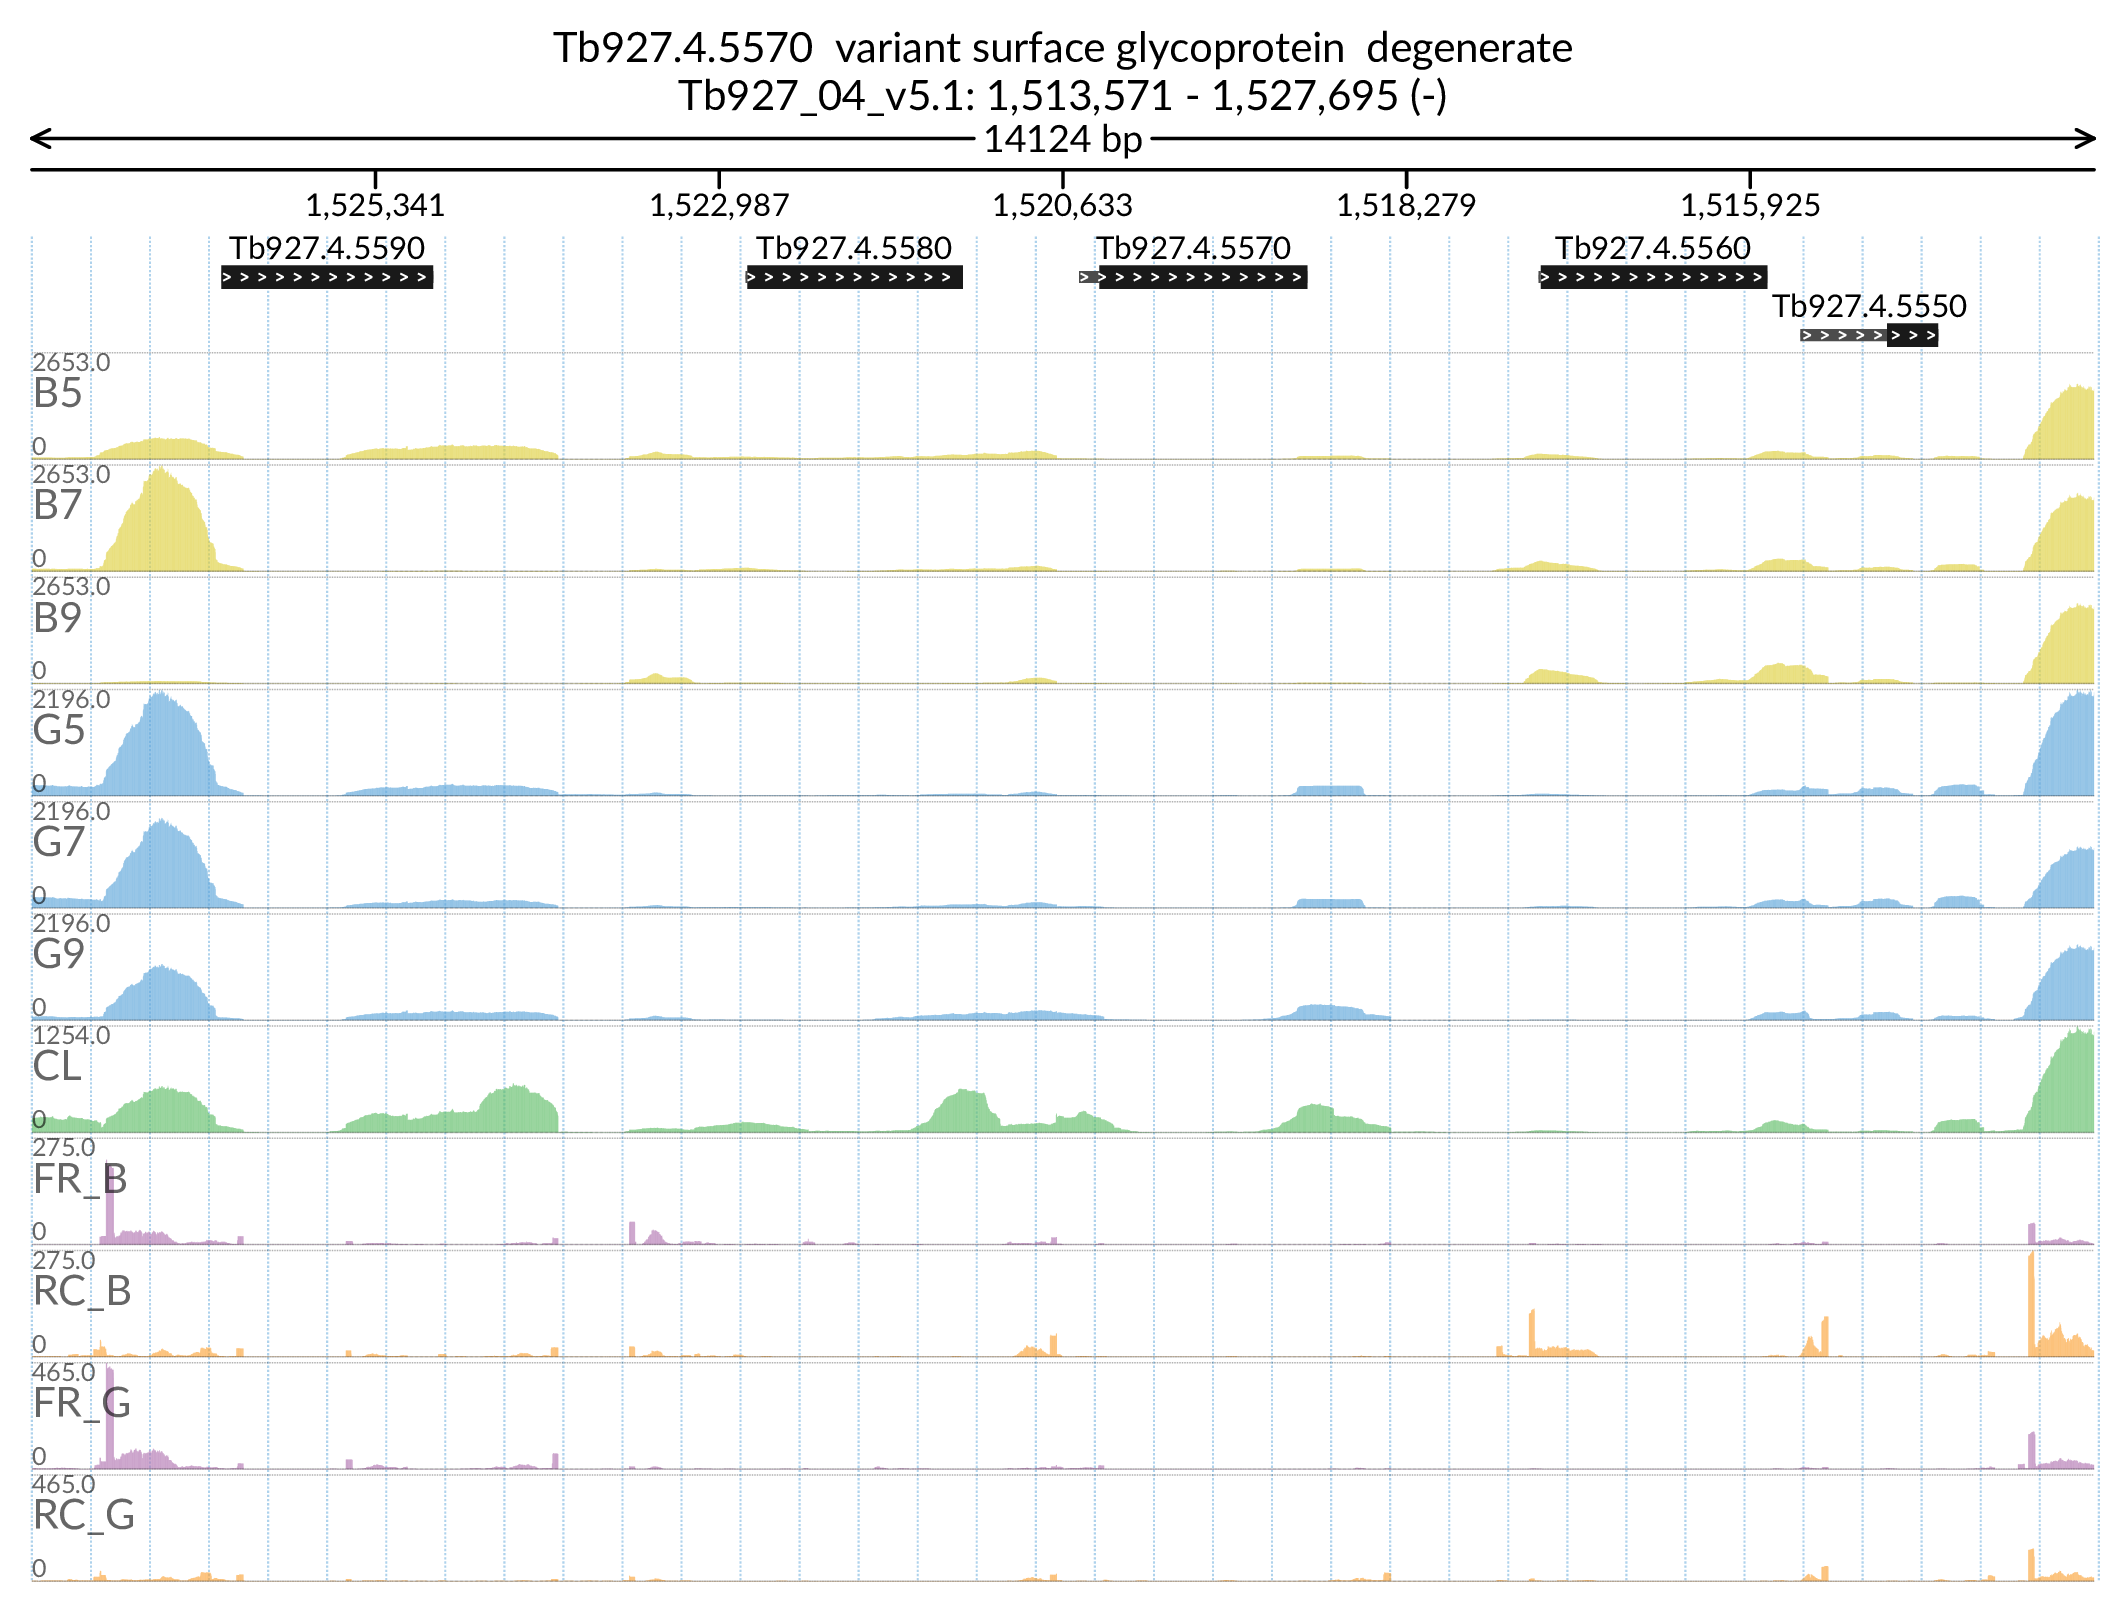 Tb927.4.5570 variant surface glycoprotein degenerate
Tb927_04_v5.1: 1,513,571 - 1,527,695 (-)
14124 bp
1,525,341 1,522,987 1,520,633 1,518,279 1,515,925
Tb927.4.5590 Tb927.4.5580 Tb927.4.5570 Tb927.4.5560
Tb927.4.5550
2653.0
B5
0
2653.0
B7
0
2653.0
B9
0
2196.0
G5
0
2196.0
G7
0
2196.0
G9
0
1254.0
CL
0
275.0
FR_B
0
275.0
RC_B
0
465.0
FR_G
0
465.0
RC_G
0